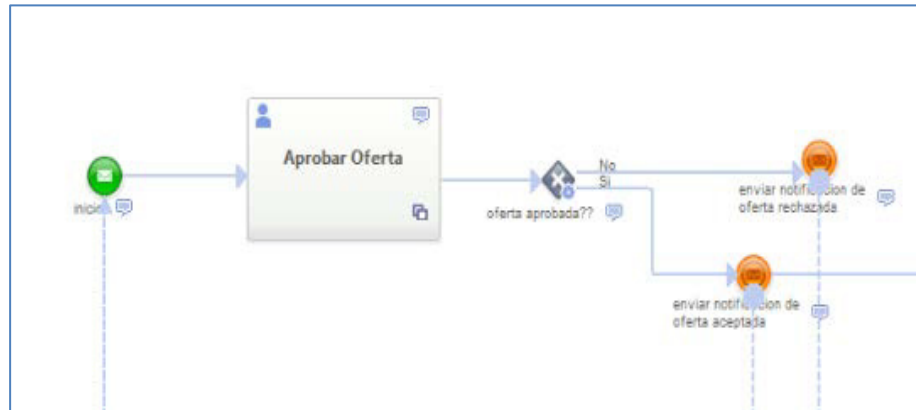 Aprobar Oferta
No
Si
inicio
oferta aprobada??
enviar notificacion de
oferta rechazada
enviar notificacion de
oferta aceptada